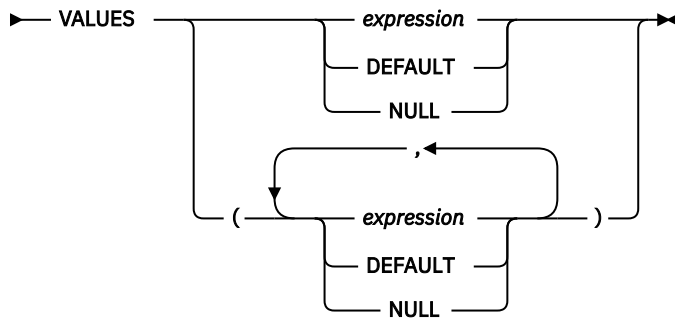 VALUES
expression
DEFAULT
NULL
,
(
expression
)
DEFAULT
NULL